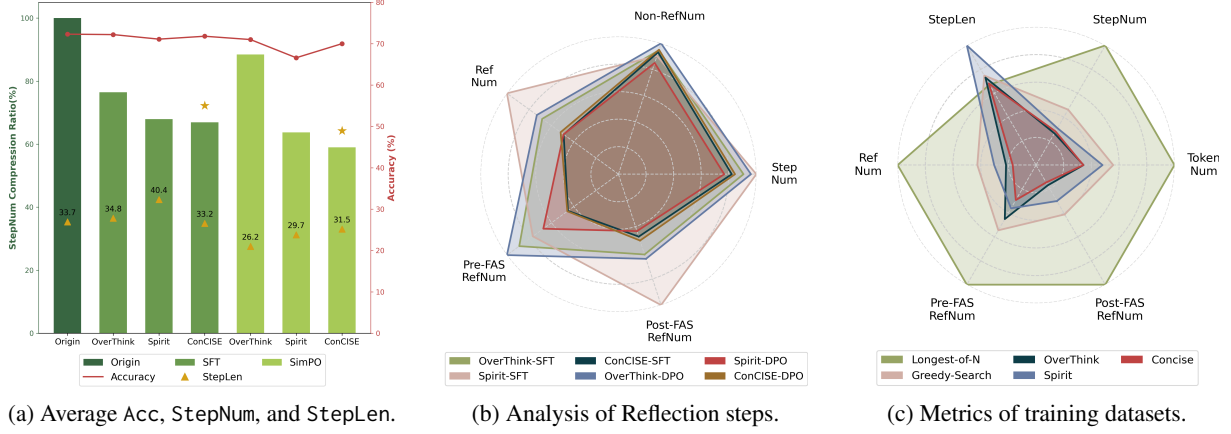 StepNum Compression Ratio(%)
100
80
60
40
20
0
33.7
34.8
40.4
33.2
26.2
29.7
31.5
80
70
60
50
40
30
20
10
0
Accuracy (%)
Origin OverThink Spirit ConCISE OverThink Spirit ConCISE
Origin SFT SimPO
Accuracy StepLen
(a) Average Acc, StepNum, and StepLen.
Non-RefNum
Ref
Num
Step
Num
Pre-FAS
RefNum
Post-FAS
RefNum
OverThink-SFT ConCISE-SFT Spirit-DPO
Spirit-SFT OverThink-DPO ConCISE-DPO
(b) Analysis of Reflection steps.
StepLen StepNum
Ref
Num
Token
Num
Pre-FAS
RefNum
Post-FAS
RefNum
Longest-of-N OverThink Concise
Greedy-Search Spirit
(c) Metrics of training datasets.